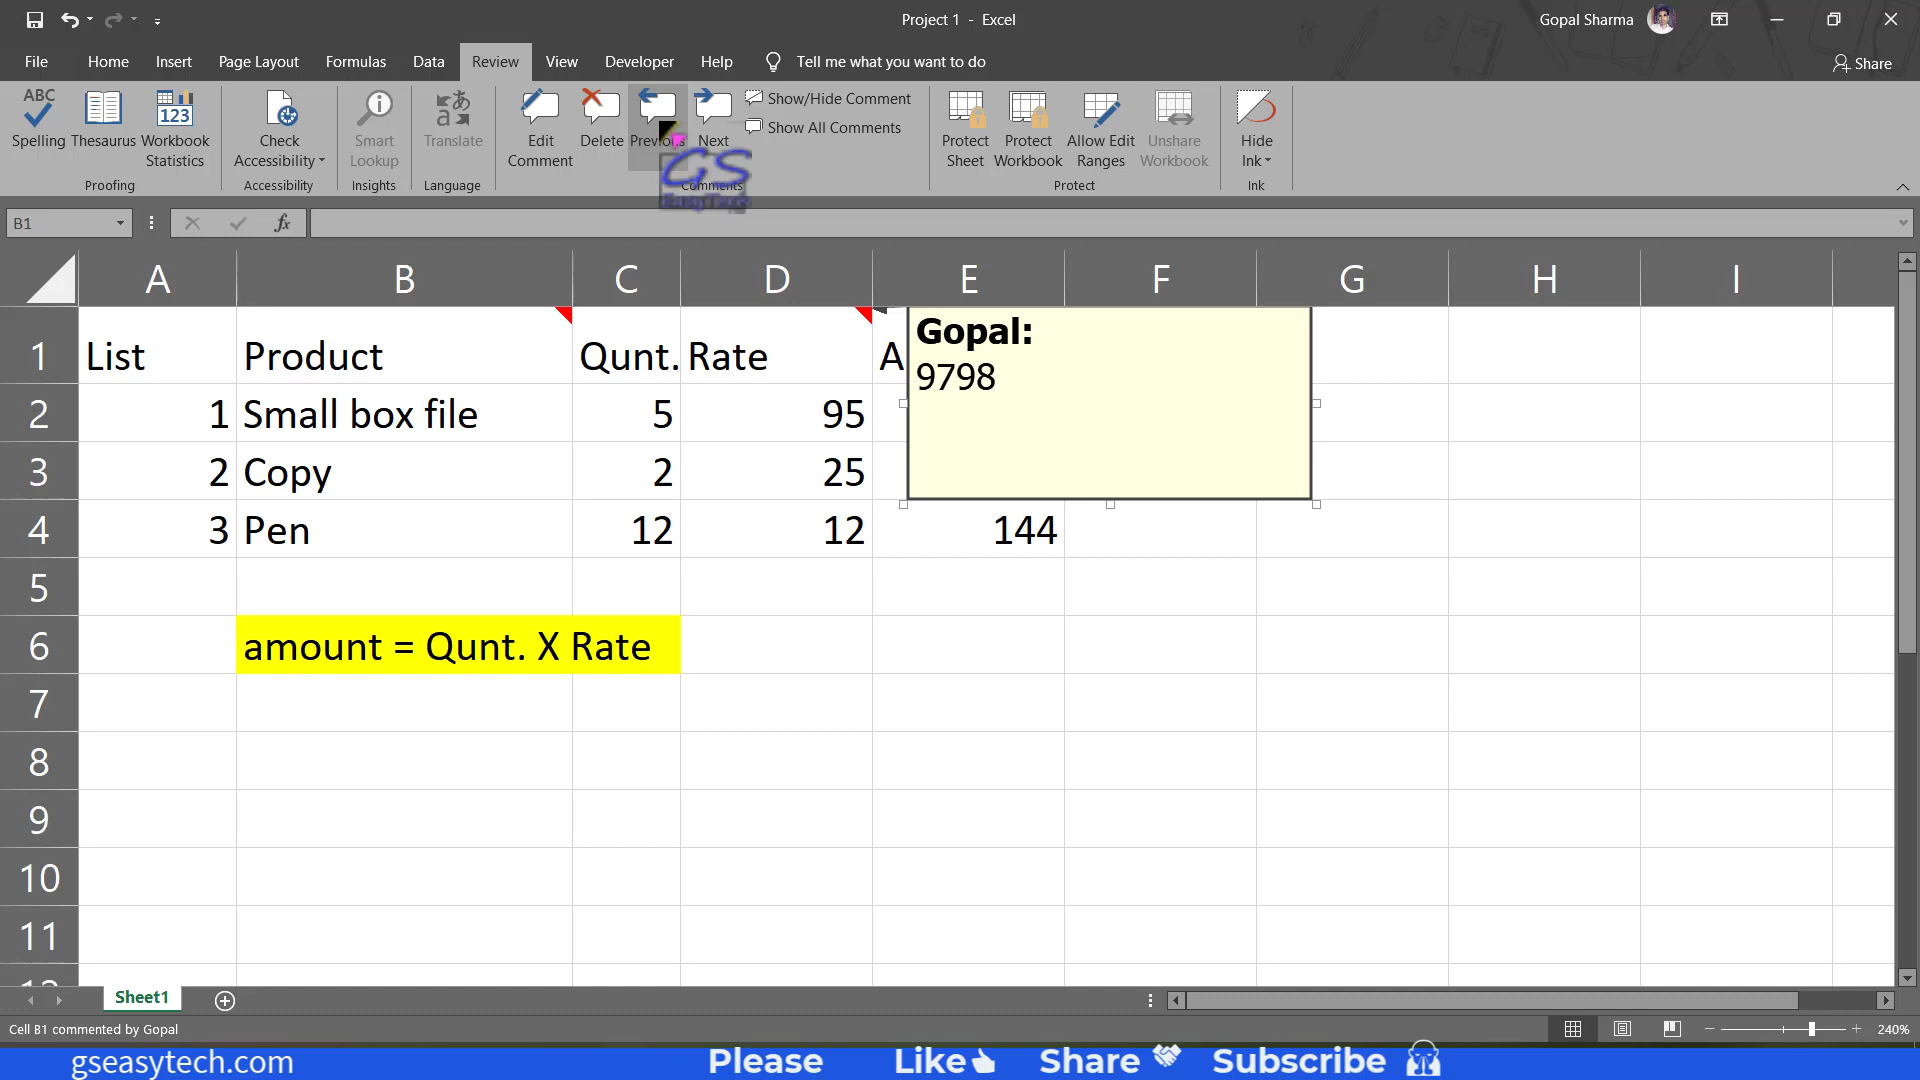 Project 1 - Excel
Gopal Sharma
File Home Insert Page Layout Formulas Data Review View Developer Help Tell me what you want to do
Share
ABC
Spelling
Thesaurus
123
Workbook Statistics
Proofing
Check Accessibility
Accessibility
Smart Lookup
Insights
Translate
Language
Edit Comment
Delete
Previous
Next
Show/Hide Comment
Show All Comments
Comments
GS
Protect Sheet
Protect Workbook
Allow Edit Ranges
Unshare Workbook
Protect
Hide Ink
Ink
B1
fx
A B C D E F G H I
1 List Product Qunt. Rate A
Gopal:
9798
2 1 Small box file 5 95
3 2 Copy 2 25
4 3 Pen 12 12 144
5
6 amount = Qunt. X Rate
7
8
9
10
11
12
Sheet1
Cell B1 commented by Gopal
240%
gseasytech.com Please Like Share Subscribe